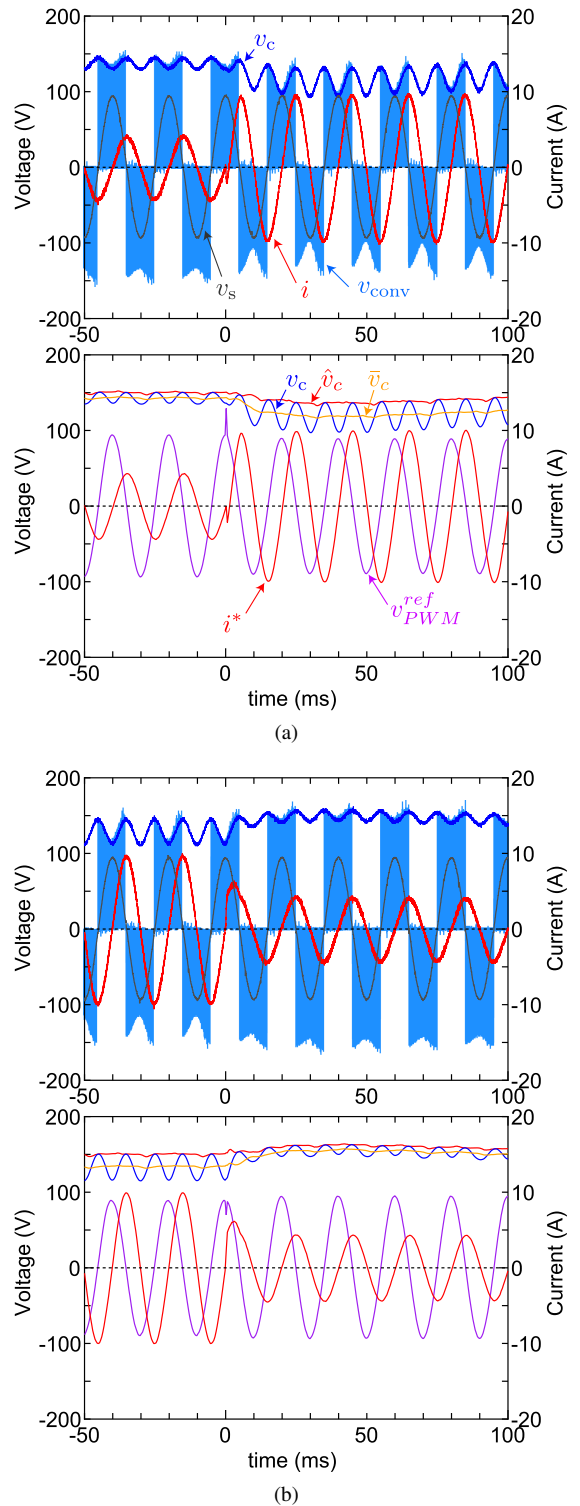 200
20
v_c
100
10
Voltage (V)
0
0
Current (A)
-100
-10
v_s
i
v_conv
-200
-20
-50
0
50
100
200
20
v_c
v̂_c
v̄_c
100
10
Voltage (V)
0
0
Current (A)
-100
-10
i*
v_PWM^ref
-200
-20
-50
0
50
100
time (ms)
(a)
200
20
100
10
Voltage (V)
0
0
Current (A)
-100
-10
-200
-20
-50
0
50
100
200
20
100
10
Voltage (V)
0
0
Current (A)
-100
-10
-200
-20
-50
0
50
100
time (ms)
(b)